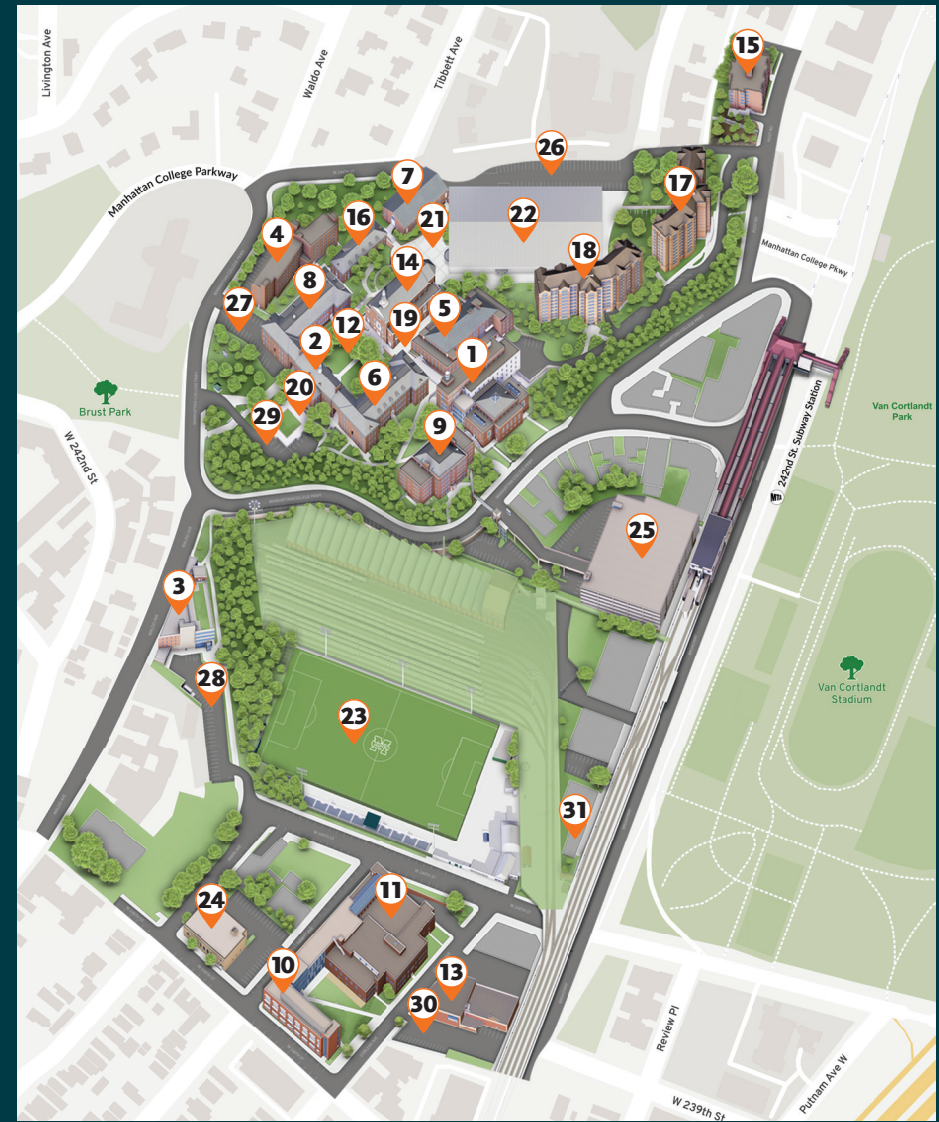 Livington Ave
Waldo Ave
Tibbett Ave
15
26
Manhattan College Parkway
7
17
16
21
22
4
14
18
Manhattan College Pkwy
8
27
5
12
19
2
1
6
20
Brust Park
29
9
Van Cortlandt
Park
W 242nd St
242nd St. Subway Station
MTA
25
3
28
Van Cortlandt
Stadium
23
M
31
11
24
10
13
30
Review Pl
Putnam Ave W
W 239th St